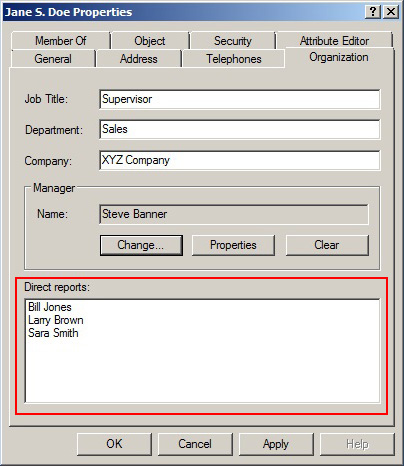 Jane S. Doe Properties
Member Of Object Security Attribute Editor
General Address Telephones Organization
Job Title: Supervisor
Department: Sales
Company: XYZ Company
Manager
Name: Steve Banner
Change... Properties Clear
Direct reports:
Bill Jones
Larry Brown
Sara Smith
OK Cancel Apply Help